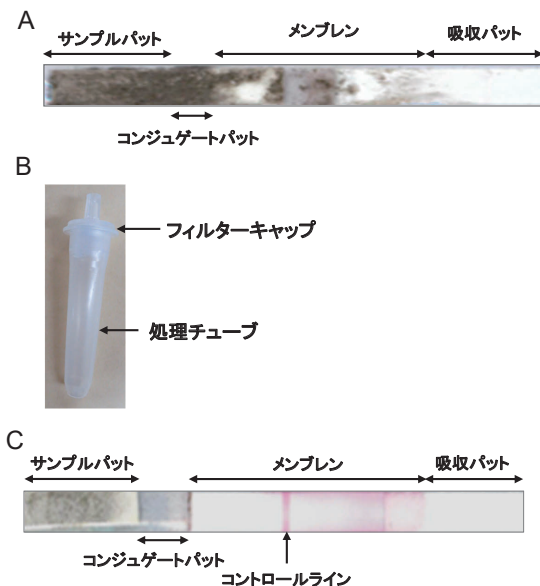 A
サンプルパット メンブレン 吸収パット
コンジュゲートパット
B
フィルターキャップ
処理チューブ
C
サンプルパット メンブレン 吸収パット
コンジュゲートパット
コントロールライン